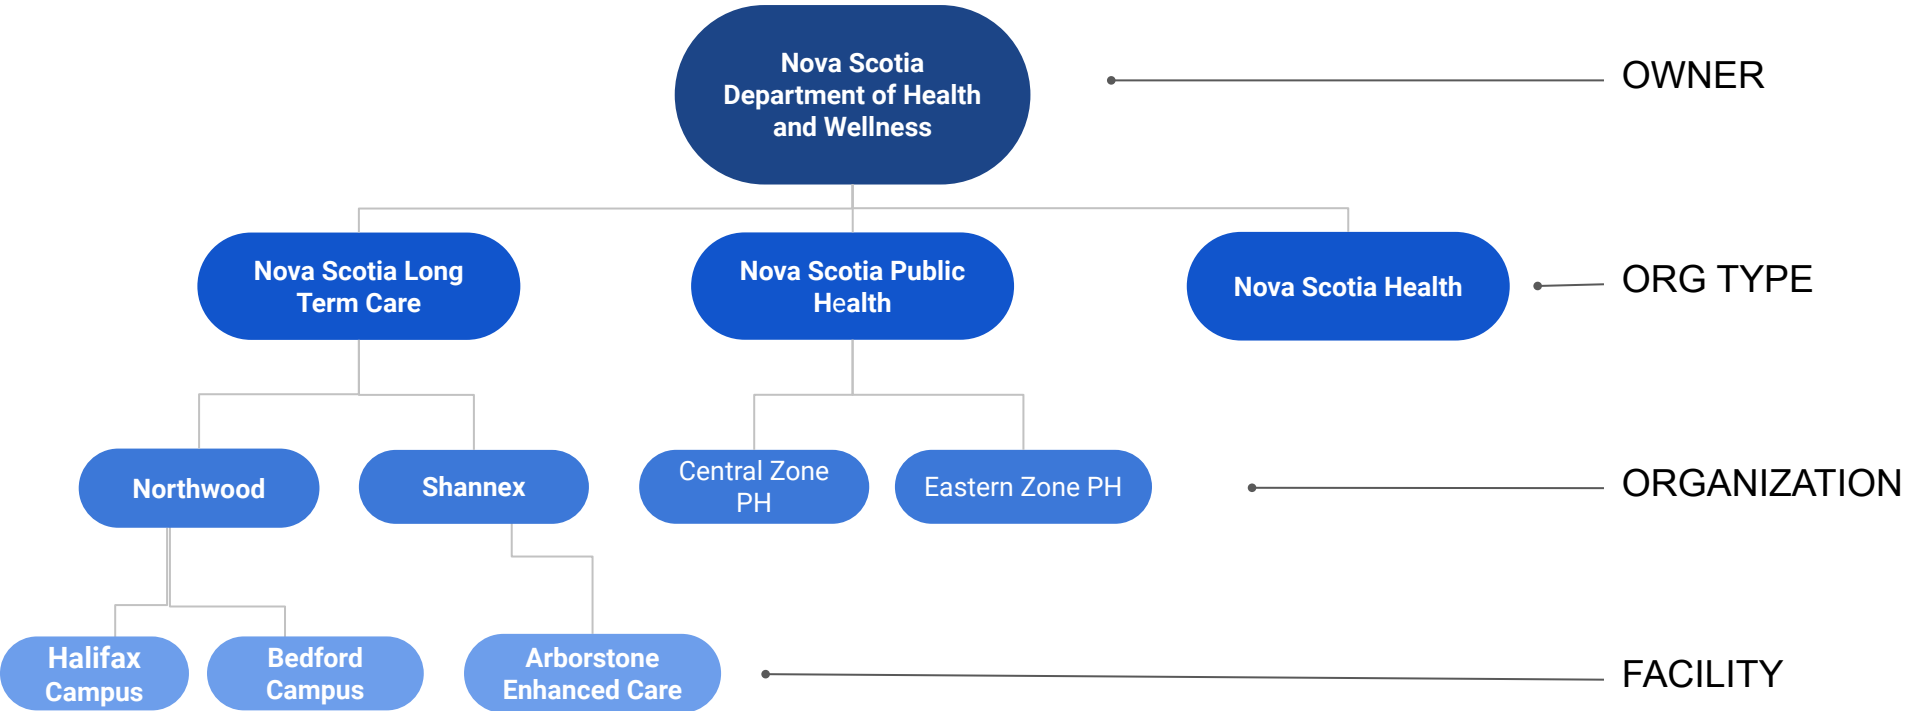 Nova Scotia
Department of Health
and Wellness
OWNER
Nova Scotia Long
Term Care
Nova Scotia Public
Health
Nova Scotia Health
ORG TYPE
Northwood
Shannex
Central Zone
PH
Eastern Zone PH
ORGANIZATION
Halifax
Campus
Bedford
Campus
Arborstone
Enhanced Care
FACILITY